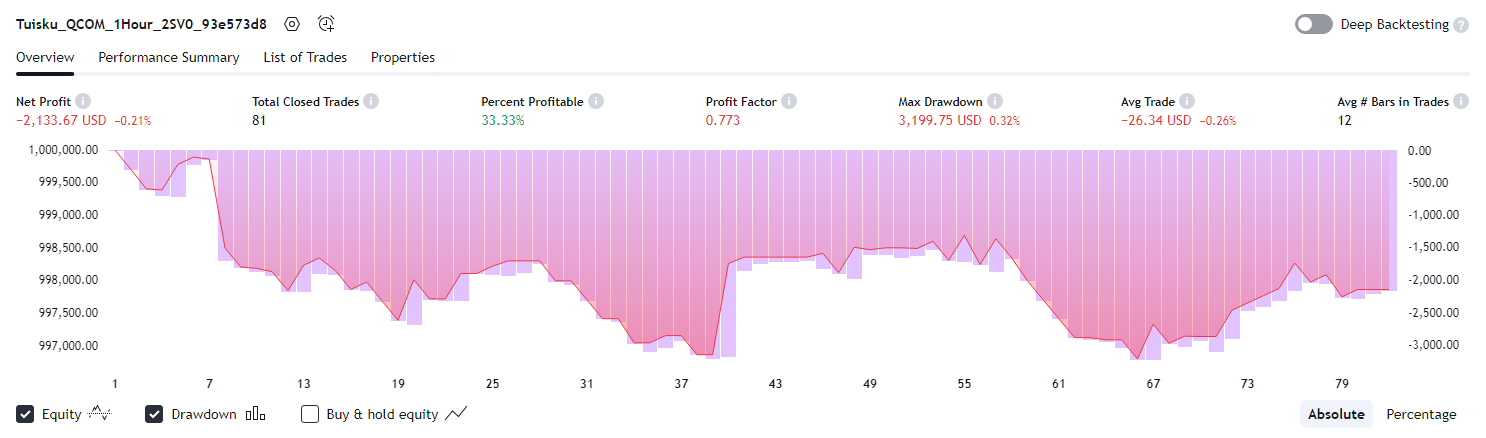 Tuisku_QCOM_1Hour_2SV0_93e573d8 Deep Backtesting ?
Overview Performance Summary List of Trades Properties
Net Profit i Total Closed Trades i Percent Profitable i Profit Factor i Max Drawdown i Avg Trade i Avg # Bars in Trades i
−2,133.67 USD −0.21% 81 33.33% 0.773 3,199.75 USD 0.32% −26.34 USD −0.26% 12
1,000,000.00 0.00
999,500.00 -500.00
999,000.00 -1,000.00
998,500.00 -1,500.00
998,000.00 -2,000.00
997,500.00 -2,500.00
997,000.00 -3,000.00
1 7 13 19 25 31 37 43 49 55 61 67 73 79
Equity Drawdown Buy & hold equity Absolute Percentage